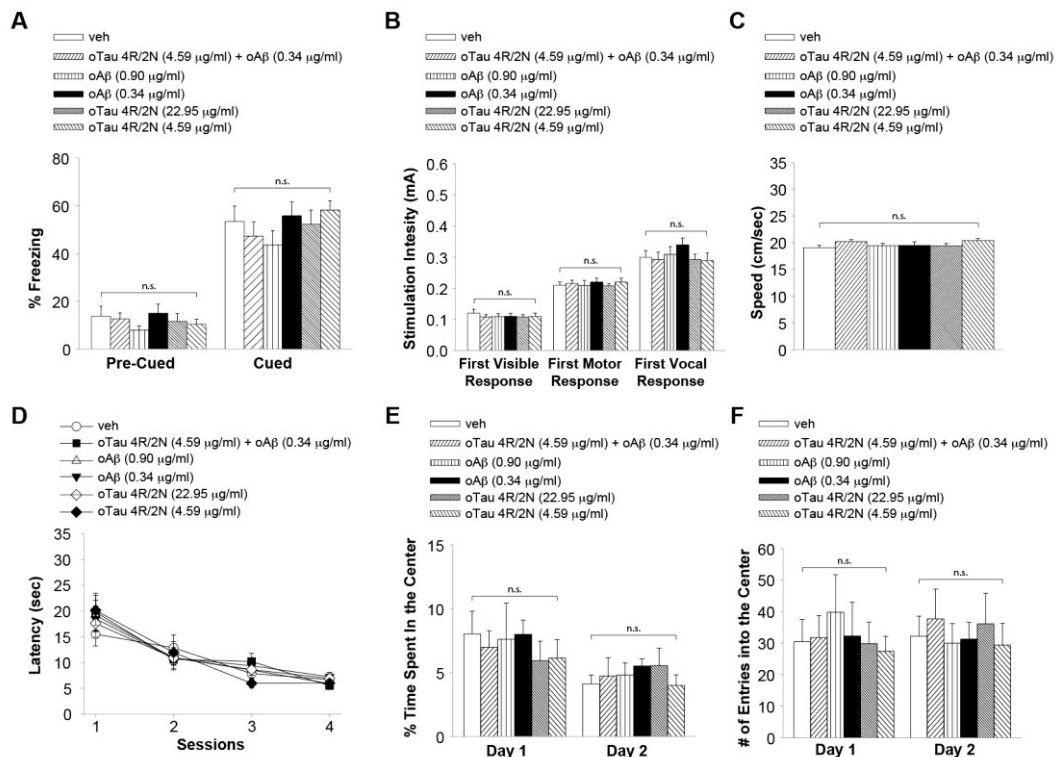 A
veh
oTau 4R/2N (4.59 μg/ml) + oAβ (0.34 μg/ml)
oAβ (0.90 μg/ml)
oAβ (0.34 μg/ml)
oTau 4R/2N (22.95 μg/ml)
oTau 4R/2N (4.59 μg/ml)
% Freezing
80
60
40
20
0
n.s.
n.s.
Pre-Cued
Cued
B
veh
oTau 4R/2N (4.59 μg/ml) + oAβ (0.34 μg/ml)
oAβ (0.90 μg/ml)
oAβ (0.34 μg/ml)
oTau 4R/2N (22.95 μg/ml)
oTau 4R/2N (4.59 μg/ml)
Stimulation Intesity (mA)
0.6
0.5
0.4
0.3
0.2
0.1
0.0
n.s.
n.s.
n.s.
First Visible
Response
First Motor
Response
First Vocal
Response
C
veh
oTau 4R/2N (4.59 μg/ml) + oAβ (0.34 μg/ml)
oAβ (0.90 μg/ml)
oAβ (0.34 μg/ml)
oTau 4R/2N (22.95 μg/ml)
oTau 4R/2N (4.59 μg/ml)
Speed (cm/sec)
35
30
25
20
15
10
5
0
n.s.
D
veh
oTau 4R/2N (4.59 μg/ml) + oAβ (0.34 μg/ml)
oAβ (0.90 μg/ml)
oAβ (0.34 μg/ml)
oTau 4R/2N (22.95 μg/ml)
oTau 4R/2N (4.59 μg/ml)
Latency (sec)
35
30
25
20
15
10
5
0
1 2 3 4
Sessions
E
veh
oTau 4R/2N (4.59 μg/ml) + oAβ (0.34 μg/ml)
oAβ (0.90 μg/ml)
oAβ (0.34 μg/ml)
oTau 4R/2N (22.95 μg/ml)
oTau 4R/2N (4.59 μg/ml)
% Time Spent In the Center
15
10
5
0
n.s.
n.s.
Day 1
Day 2
F
veh
oTau 4R/2N (4.59 μg/ml) + oAβ (0.34 μg/ml)
oAβ (0.90 μg/ml)
oAβ (0.34 μg/ml)
oTau 4R/2N (22.95 μg/ml)
oTau 4R/2N (4.59 μg/ml)
# of Entries into the Center
60
50
40
30
20
10
0
n.s.
n.s.
Day 1
Day 2